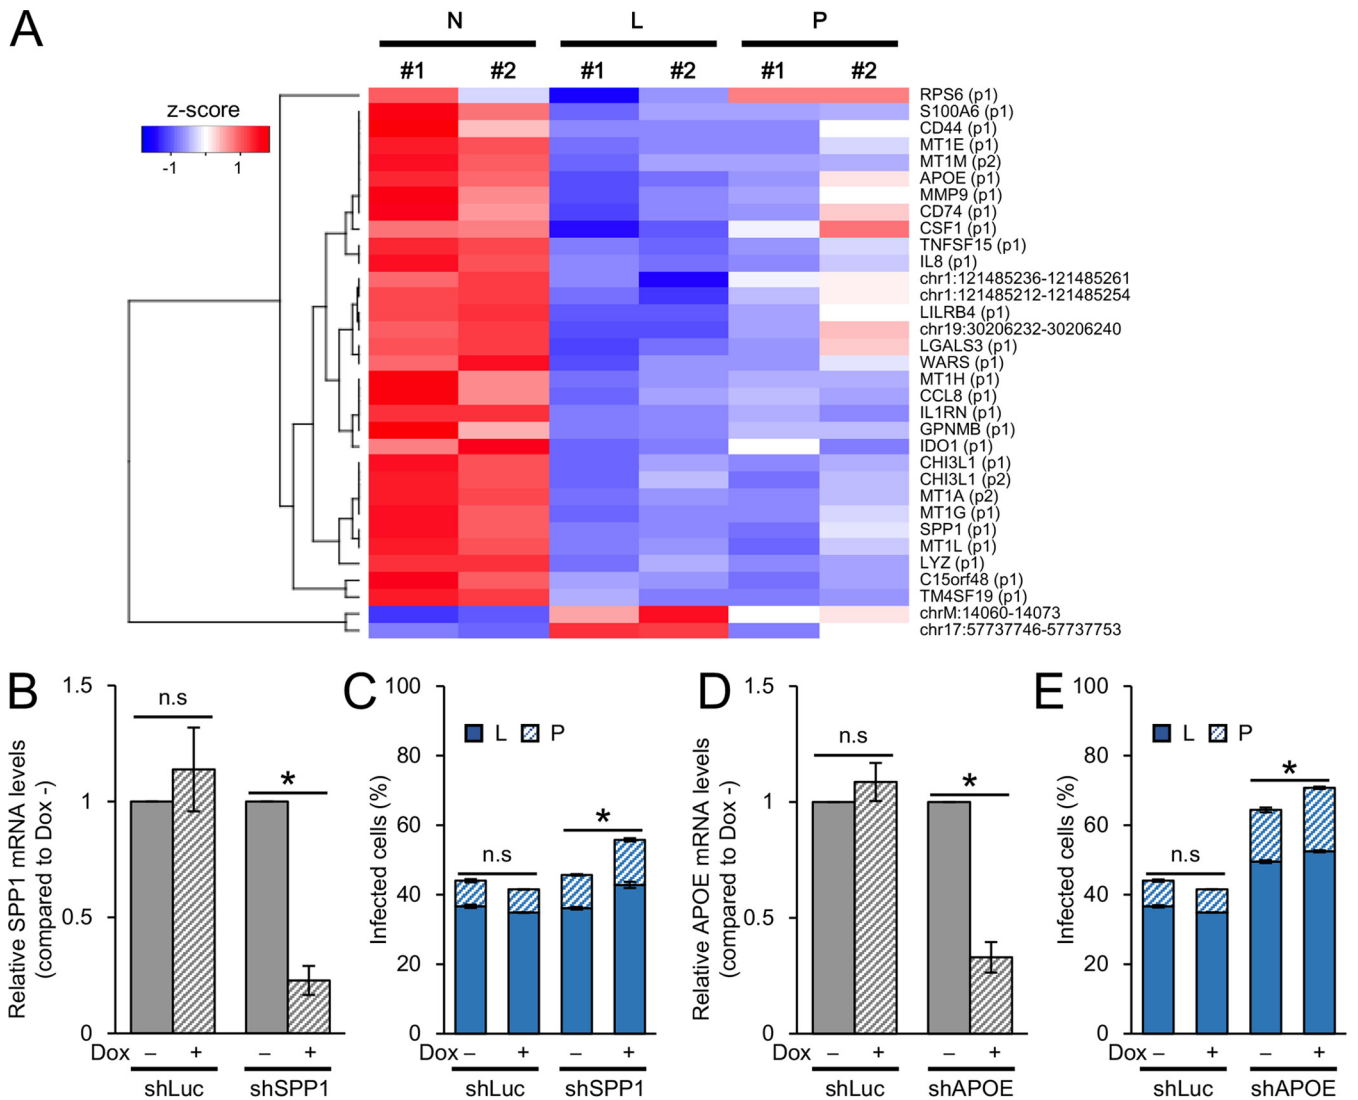 A
N L P
#1 #2 #1 #2 #1 #2
z-score
-1 1
RPS6 (p1)
S100A6 (p1)
CD44 (p1)
MT1E (p1)
MT1M (p2)
APOE (p1)
MMP9 (p1)
CD74 (p1)
CSF1 (p1)
TNFSF15 (p1)
IL8 (p1)
chr1:121485236-121485261
chr1:121485212-121485254
LILRB4 (p1)
chr19:30206232-30206240
LGALS3 (p1)
WARS (p1)
MT1H (p1)
CCL8 (p1)
IL1RN (p1)
GPNMB (p1)
IDO1 (p1)
CHI3L1 (p1)
CHI3L1 (p2)
MT1A (p2)
MT1G (p1)
SPP1 (p1)
MT1L (p1)
LYZ (p1)
C15orf48 (p1)
TM4SF19 (p1)
chrM:14060-14073
chr17:57737746-57737753
B
Relative SPP1 mRNA levels
(compared to Dox -)
1.5
1
0.5
0
n.s
*
Dox – + – +
shLuc shSPP1
C
Infected cells (%)
100
80
60
40
20
0
L P
n.s
*
Dox – + – +
shLuc shSPP1
D
Relative APOE mRNA levels
(compared to Dox -)
1.5
1
0.5
0
n.s
*
Dox – + – +
shLuc shAPOE
E
Infected cells (%)
100
80
60
40
20
0
L P
n.s
*
Dox – + – +
shLuc shAPOE